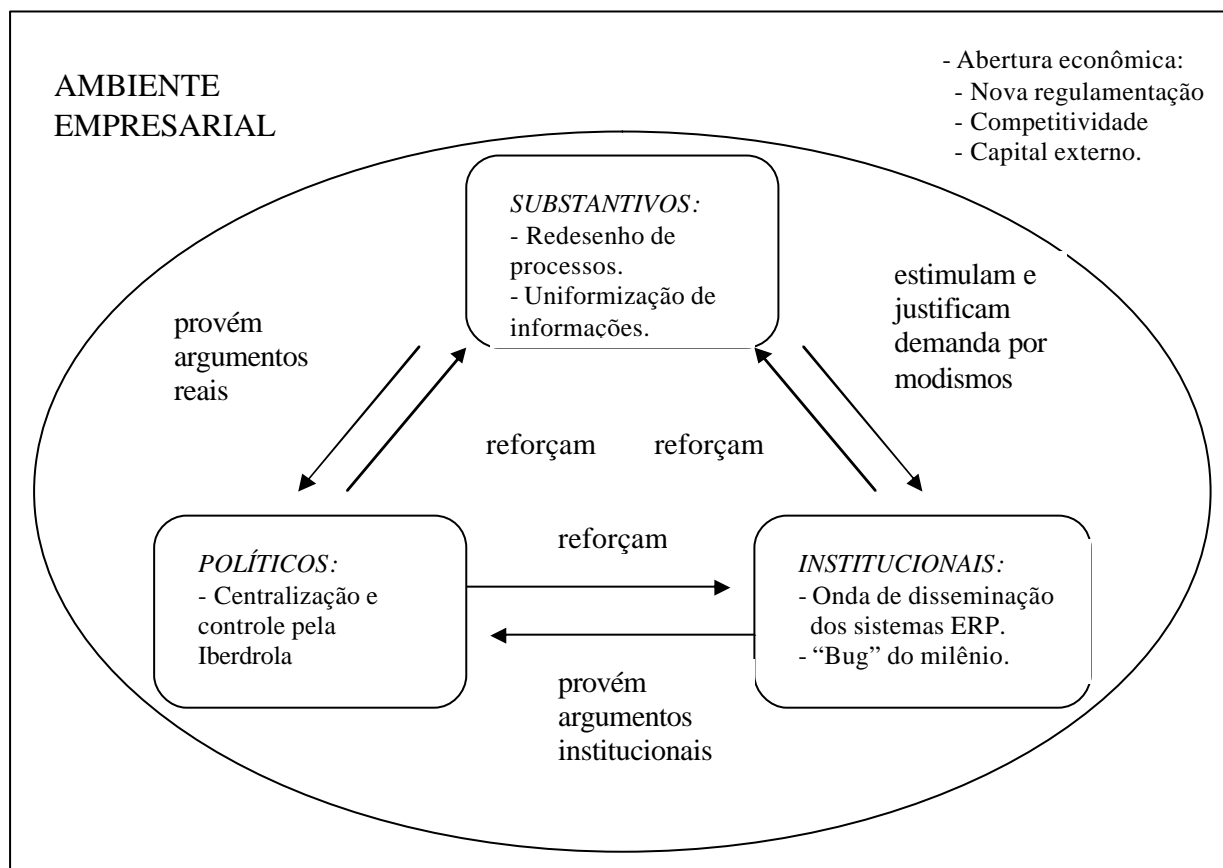 AMBIENTE
EMPRESARIAL
- Abertura econômica:
- Nova regulamentação
- Competitividade
- Capital externo.
SUBSTANTIVOS:
- Redesenho de
processos.
- Uniformização de
informações.
provém
argumentos
reais
estimulam e
justificam
demanda por
modismos
reforçam
reforçam
POLÍTICOS:
- Centralização e
controle pela
Iberdrola
reforçam
INSTITUCIONAIS:
- Onda de disseminação
dos sistemas ERP.
- “Bug” do milênio.
provém
argumentos
institucionais